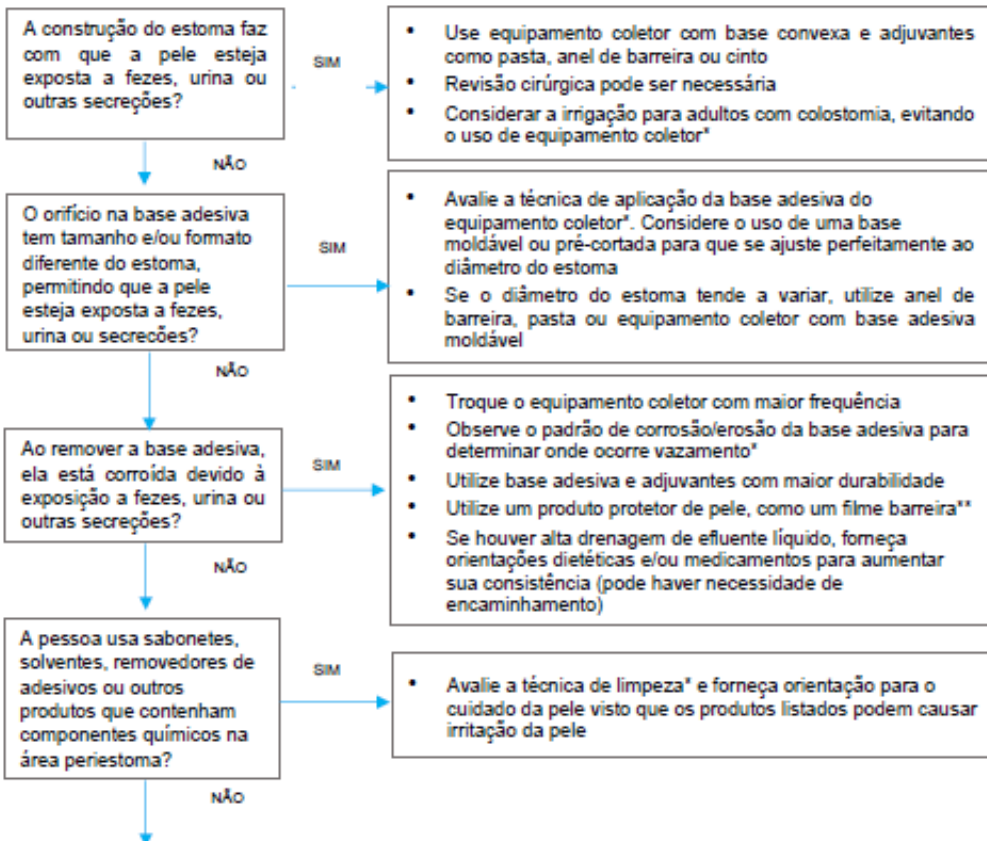 A construção do estoma faz
com que a pele esteja
exposta a fezes, urina ou
outras secreções?
SIM
• Use equipamento coletor com base convexa e adjuvantes
como pasta, anel de barreira ou cinto
• Revisão cirúrgica pode ser necessária
• Considerar a irrigação para adultos com colostomia, evitando
o uso de equipamento coletor*
NÃO
O orifício na base adesiva
tem tamanho e/ou formato
diferente do estoma,
permitindo que a pele
esteja exposta a fezes,
urina ou secreções?
SIM
• Avalie a técnica de aplicação da base adesiva do
equipamento coletor*. Considere o uso de uma base
moldável ou pré-cortada para que se ajuste perfeitamente ao
diâmetro do estoma
• Se o diâmetro do estoma tende a variar, utilize anel de
barreira, pasta ou equipamento coletor com base adesiva
moldável
NÃO
Ao remover a base adesiva,
ela está corroída devido à
exposição a fezes, urina ou
outras secreções?
SIM
• Troque o equipamento coletor com maior frequência
• Observe o padrão de corrosão/erosão da base adesiva para
determinar onde ocorre vazamento*
• Utilize base adesiva e adjuvantes com maior durabilidade
• Utilize um produto protetor de pele, como um filme barreira**
• Se houver alta drenagem de efluente líquido, forneça
orientações dietéticas e/ou medicamentos para aumentar
sua consistência (pode haver necessidade de
encaminhamento)
NÃO
A pessoa usa sabonetes,
solventes, removedores de
adesivos ou outros
produtos que contenham
componentes químicos na
área periestoma?
SIM
• Avalie a técnica de limpeza* e forneça orientação para o
cuidado da pele visto que os produtos listados podem causar
irritação da pele
NÃO